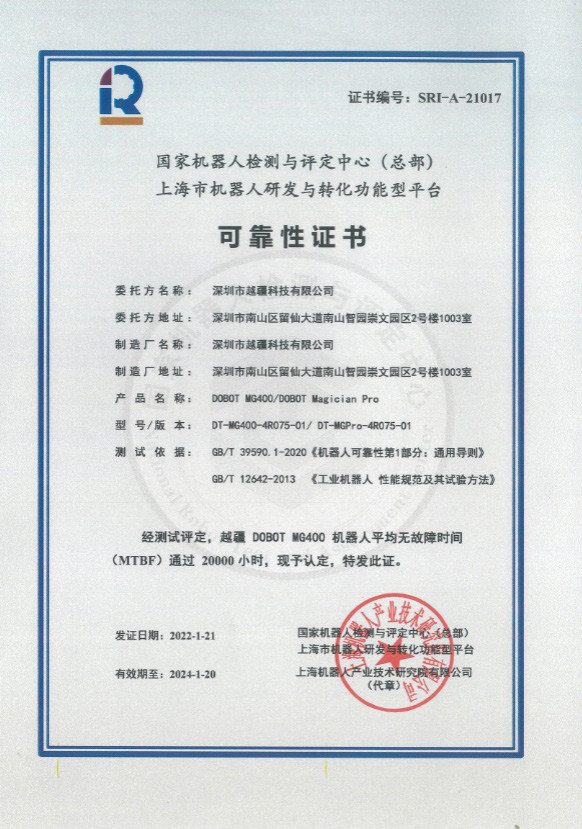 证书编号：SRI-A-21017
国家机器人检测与评定中心（总部）
上海市机器人研发与转化功能型平台
可靠性证书
委托方名称： 深圳市越疆科技有限公司
委托方地址： 深圳市南山区留仙大道南山智园崇文园区2号楼1003室
制造厂名称： 深圳市越疆科技有限公司
制造厂地址： 深圳市南山区留仙大道南山智园崇文园区2号楼1003室
产品名称： DOBOT MG400/DOBOT Magician Pro
型号/版本： DT-MG400-4R075-01/ DT-MGPro-4R075-01
测试依据： GB/T 39590.1-2020《机器人可靠性第1部分：通用导则》
GB/T 12642-2013 《工业机器人 性能规范及其试验方法》
经测试评定，越疆 DOBOT MG400 机器人平均无故障时间
（MTBF）通过 20000 小时，现予认定，特发此证。
发证日期：2022-1-21
国家机器人检测与评定中心（总部）
上海市机器人研发与转化功能型平台
有效期至：2024-1-20
上海机器人产业技术研究院有限公司
（代章）